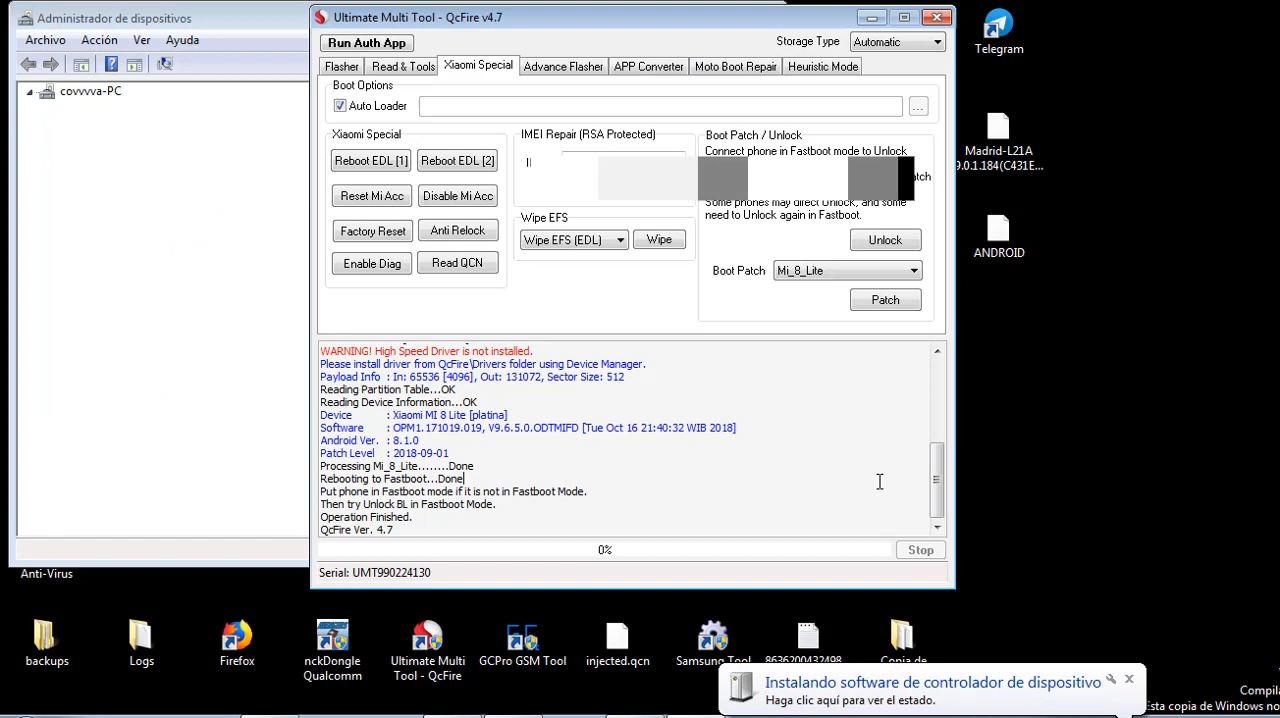 Administrador de dispositivos
Archivo Acción Ver Ayuda
covvvva-PC
Ultimate Multi Tool - QcFire v4.7
Run Auth App
Storage Type Automatic
Flasher Read & Tools Xiaomi Special Advance Flasher APP Converter Moto Boot Repair Heuristic Mode
Boot Options
Auto Loader ...
Xiaomi Special
Reboot EDL [1] Reboot EDL [2]
Reset Mi Acc Disable Mi Acc
Factory Reset Anti Relock
Enable Diag Read QCN
IMEI Repair (RSA Protected)
Wipe EFS
Wipe EFS (EDL) Wipe
Boot Patch / Unlock
Connect phone in Fastboot mode to Unlock
atch
Some phones may direct Unlock, and some
need to Unlock again in Fastboot.
Unlock
Boot Patch Mi_8_Lite
Patch
WARNING! High Speed Driver is not installed.
Please install driver from QcFire\Drivers folder using Device Manager.
Payload Info : In: 65536 [4096], Out: 131072, Sector Size: 512
Reading Partition Table...OK
Reading Device Information...OK
Device : Xiaomi MI 8 Lite [platina]
Software : OPM1.171019.019, V9.6.5.0.ODTMIFD [Tue Oct 16 21:40:32 WIB 2018]
Android Ver. : 8.1.0
Patch Level : 2018-09-01
Processing Mi_8_Lite........Done
Rebooting to Fastboot...Done
Put phone in Fastboot mode if it is not in Fastboot Mode.
Then try Unlock BL in Fastboot Mode.
Operation Finished.
QcFire Ver. 4.7
0% Stop
Serial: UMT990224130
Telegram
Madrid-L21A
9.0.1.184(C431E...
ANDROID
Anti-Virus
backups
Logs
Firefox
nckDongle
Qualcomm
Ultimate Multi
Tool - QcFire
GCPro GSM Tool
injected.qcn
Samsung Tool
8636200432498
Copia de
Instalando software de controlador de dispositivo
Haga clic aquí para ver el estado.
Compila
Esta copia de Windows no